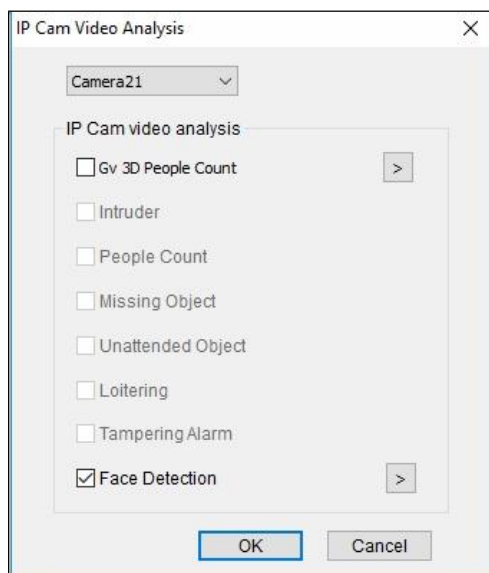 IP Cam Video Analysis
Camera21
IP Cam video analysis
Gv 3D People Count
>
Intruder
People Count
Missing Object
Unattended Object
Loitering
Tampering Alarm
Face Detection
>
OK
Cancel